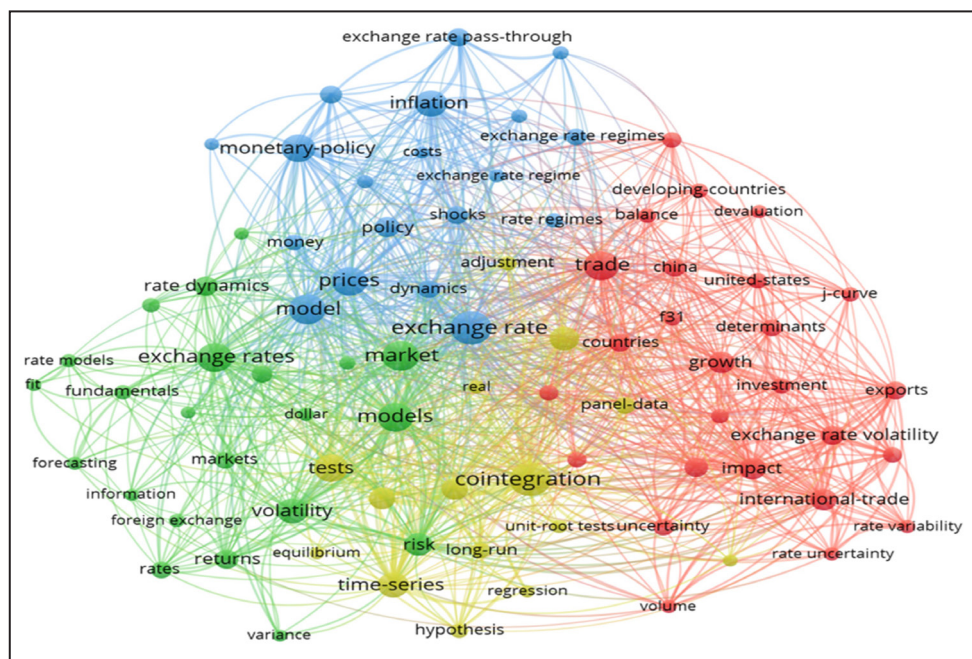 exchange rate pass-through
inflation
monetary-policy
costs
exchange rate regimes
exchange rate regime
developing-countries
shocks
rate regimes
balance
devaluation
policy
money
adjustment
trade
china
united-states
rate dynamics
prices
dynamics
j-curve
model
f31
exchange rate
determinants
countries
exchange rates
market
rate models
growth
fit
fundamentals
real
investment
exports
dollar
models
panel-data
exchange rate volatility
forecasting
markets
tests
cointegration
impact
information
international-trade
volatility
foreign exchange
unit-root tests
uncertainty
rate variability
equilibrium
risk
long-run
rate uncertainty
returns
rates
time-series
regression
volume
variance
hypothesis